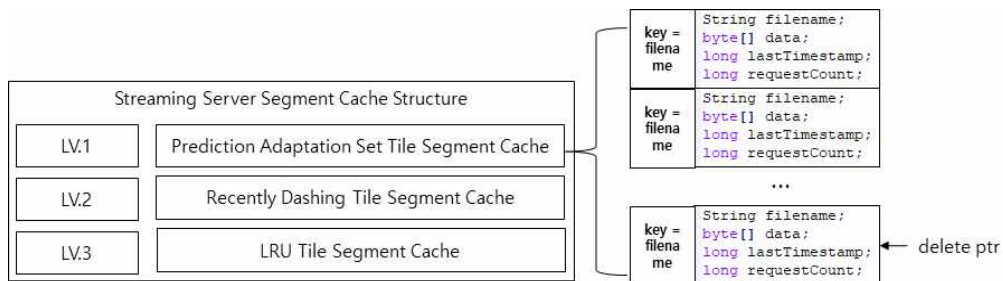 Streaming Server Segment Cache Structure
LV.1
Prediction Adaptation Set Tile Segment Cache
LV.2
Recently Dashing Tile Segment Cache
LV.3
LRU Tile Segment Cache
key =
filena
me
String filename;
byte[] data;
long lastTimestamp;
long requestCount;
key =
filena
me
String filename;
byte[] data;
long lastTimestamp;
long requestCount;
...
key =
filena
me
String filename;
byte[] data;
long lastTimestamp;
long requestCount;
delete ptr